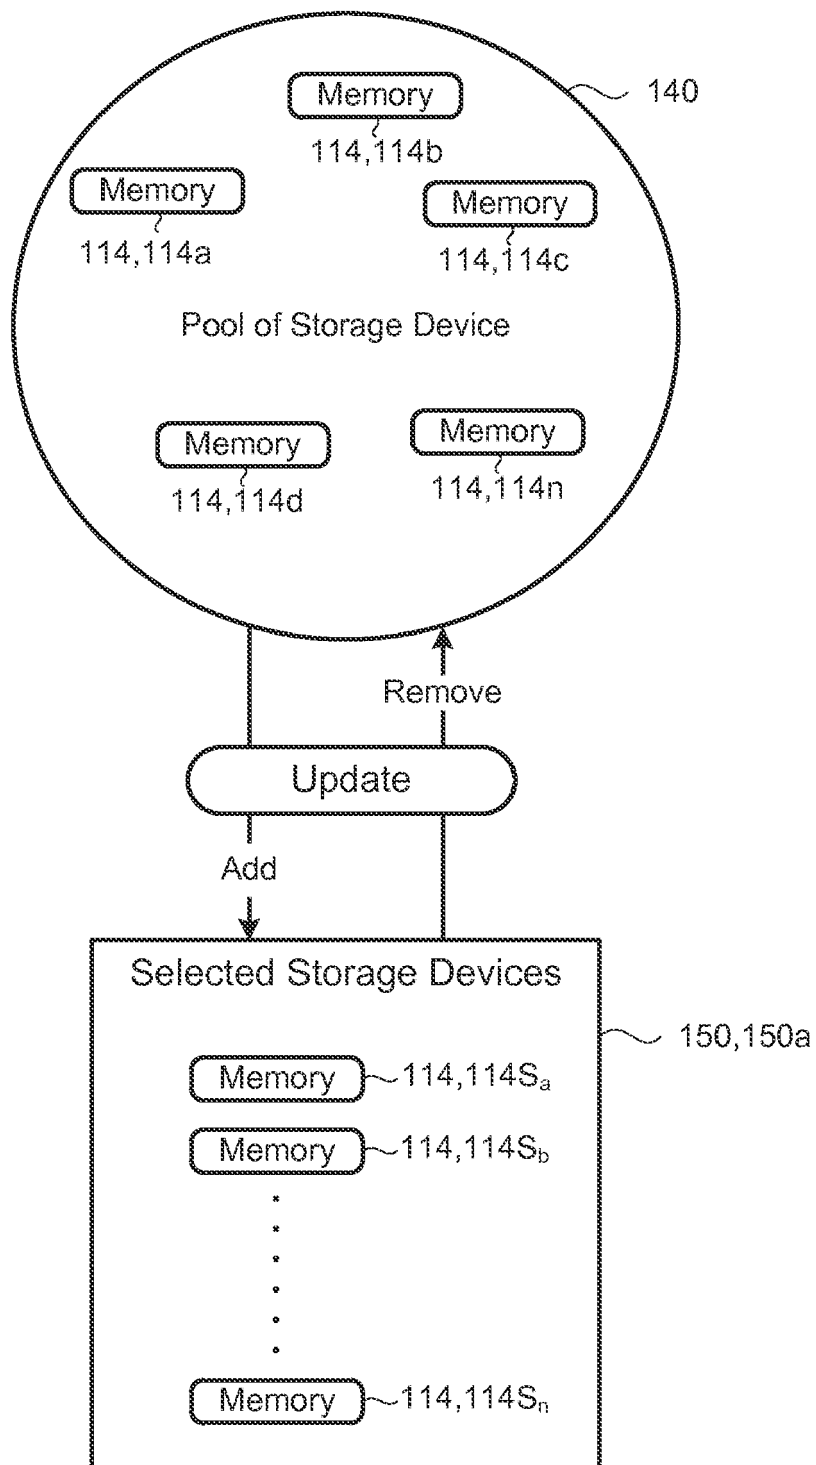 Memory
140
114,114b
Memory
114,114a
Memory
114,114c
Pool of Storage Device
Memory
114,114d
Memory
114,114n
Remove
Update
Add
Selected Storage Devices
150,150a
Memory 114,114Sa
Memory 114,114Sb
Memory 114,114Sn